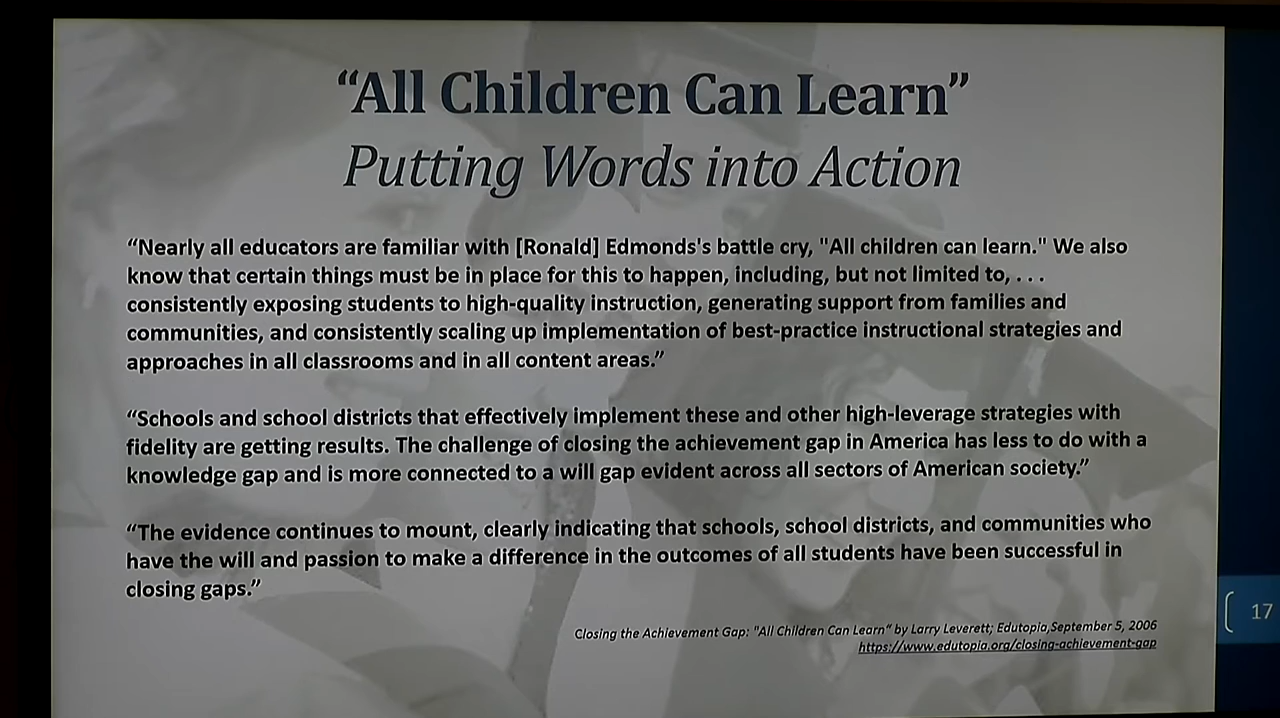 “All Children Can Learn”
Putting Words into Action
“Nearly all educators are familiar with [Ronald] Edmonds's battle cry, "All children can learn." We also
know that certain things must be in place for this to happen, including, but not limited to, . . .
consistently exposing students to high-quality instruction, generating support from families and
communities, and consistently scaling up implementation of best-practice instructional strategies and
approaches in all classrooms and in all content areas.”
“Schools and school districts that effectively implement these and other high-leverage strategies with
fidelity are getting results. The challenge of closing the achievement gap in America has less to do with a
knowledge gap and is more connected to a will gap evident across all sectors of American society.”
“The evidence continues to mount, clearly indicating that schools, school districts, and communities who
have the will and passion to make a difference in the outcomes of all students have been successful in
closing gaps.”
Closing the Achievement Gap: "All Children Can Learn” by Larry Leverett; Edutopia,September 5, 2006
https://www.edutopia.org/closing-achievement-gap
17